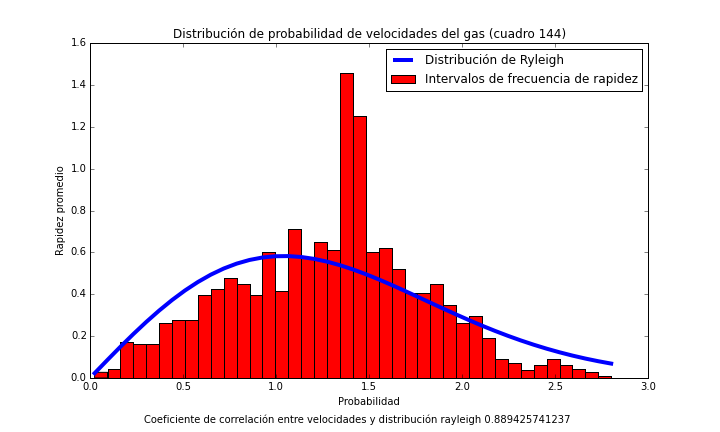 Distribución de probabilidad de velocidades del gas (cuadro 144)
Distribución de Ryleigh
Intervalos de frecuencia de rapidez
Rapidez promedio
1.6
1.4
1.2
1.0
0.8
0.6
0.4
0.2
0.0
0.0 0.5 1.0 1.5 2.0 2.5 3.0
Probabilidad
Coeficiente de correlación entre velocidades y distribución rayleigh 0.889425741237